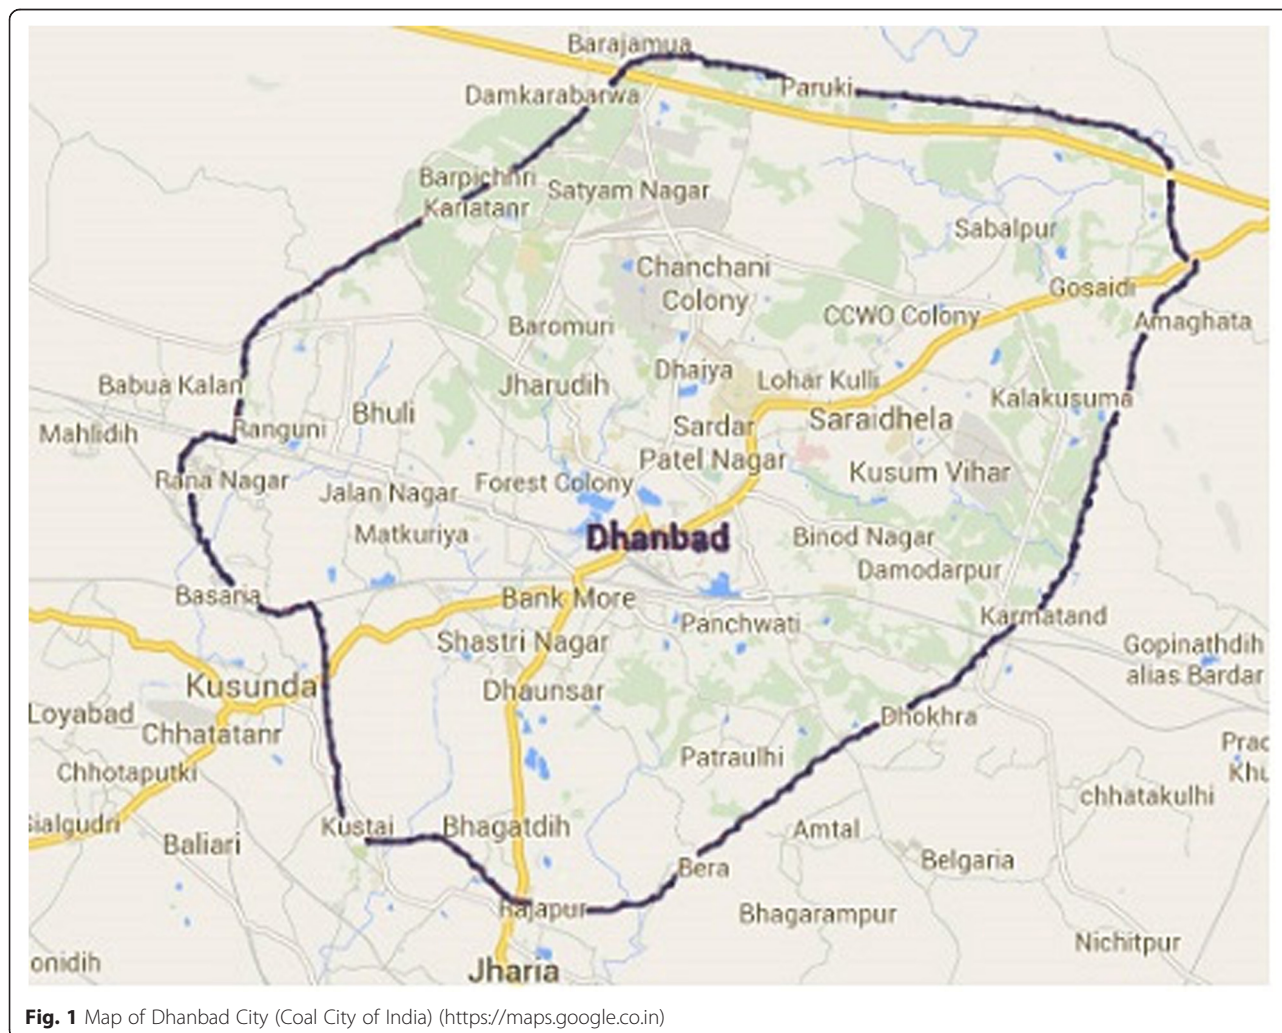 Barajamua
Paruki
Damkarabarwa
Barpichhri
Kariatanr
Satyam Nagar
Sabalpur
Chanchani
Colony
Gosaidi
CCWO Colony
Amaghata
Baromuri
Dhaiya
Lohar Kulli
Babua Kalan
Jharudih
Kalakusuma
Bhuli
Saraidhela
Mahlidih
Ranguni
Sardar
Patel Nagar
Kusum Vihar
Rana Nagar
Jalan Nagar
Forest Colony
Matkuriya
Dhanbad
Binod Nagar
Damodarpur
Basaria
Bank More
Panchwati
Karmatand
Shastri Nagar
Gopinathdih
alias Bardar
Kusunda
Dhaunsar
Loyabad
Dhokhra
Chhatatanr
Patraulhi
Prac
Khu
Chhotaputki
chhatakulhi
Sialgudri
Kustai
Bhagatdih
Amtal
Baliari
Bera
Belgaria
Rajapur
Bhagarampur
Nichitpur
onidih
Jharia
Fig. 1 Map of Dhanbad City (Coal City of India) (https://maps.google.co.in)